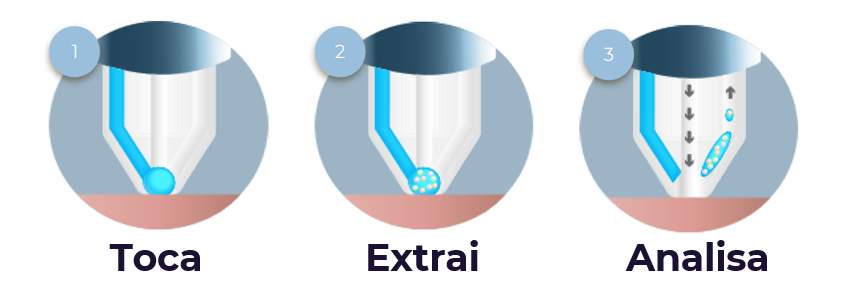 1
2
3
Toca
Extrai
Analisa